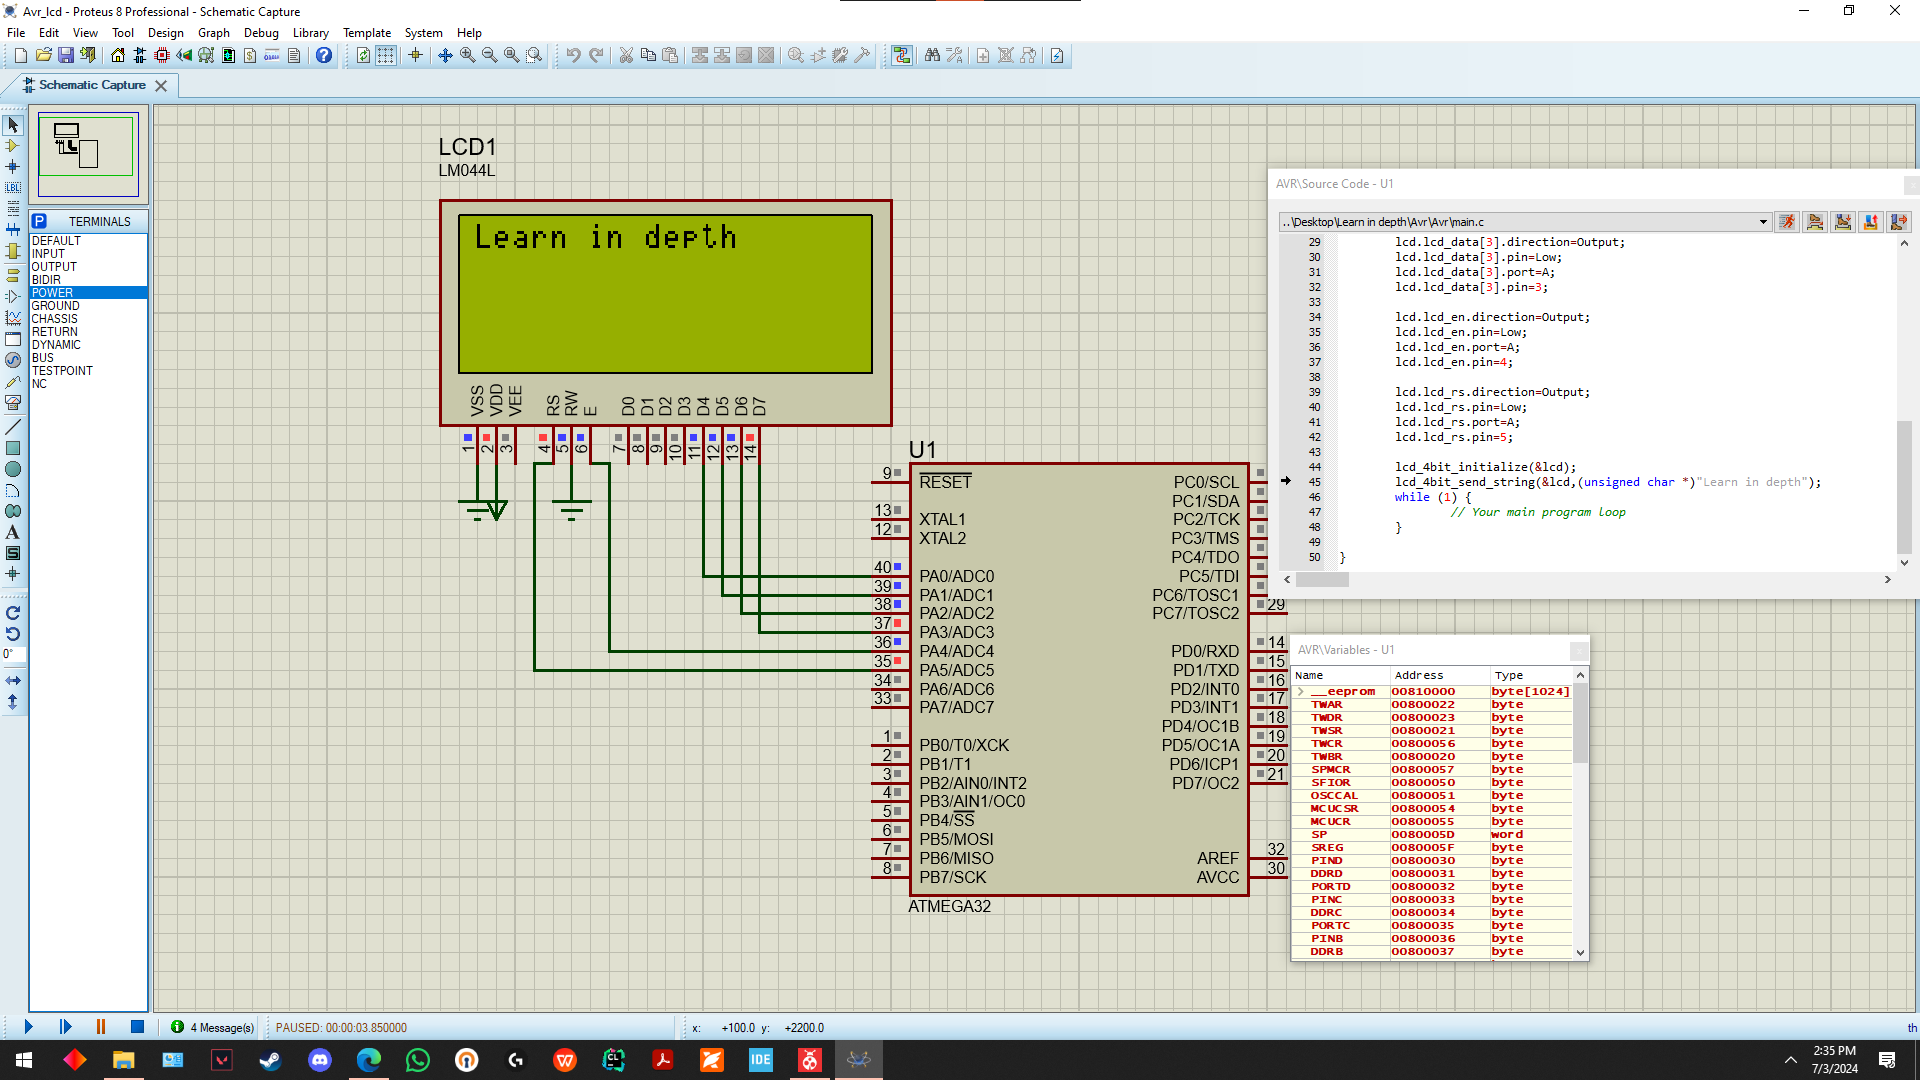 Avr_lcd - Proteus 8 Professional - Schematic Capture
File Edit View Tool Design Graph Debug Library Template System Help
Schematic Capture
P TERMINALS
DEFAULT
INPUT
OUTPUT
BIDIR
POWER
GROUND
CHASSIS
RETURN
DYNAMIC
BUS
TESTPOINT
NC
LBL
A
S
0°
LCD1
LM044L
Learn in depth
VSS VDD VEE RS RW E D0 D1 D2 D3 D4 D5 D6 D7
1 2 3 4 5 6 7 8 9 10 11 12 13 14
U1
9 RESET
13 XTAL1
12 XTAL2
40 PA0/ADC0
39 PA1/ADC1
38 PA2/ADC2
37 PA3/ADC3
36 PA4/ADC4
35 PA5/ADC5
34 PA6/ADC6
33 PA7/ADC7
1 PB0/T0/XCK
2 PB1/T1
3 PB2/AIN0/INT2
4 PB3/AIN1/OC0
5 PB4/SS
6 PB5/MOSI
7 PB6/MISO
8 PB7/SCK
PC0/SCL
PC1/SDA
PC2/TCK
PC3/TMS
PC4/TDO
PC5/TDI
PC6/TOSC1
PC7/TOSC2 29
PD0/RXD 14
PD1/TXD 15
PD2/INT0 16
PD3/INT1 17
PD4/OC1B 18
PD5/OC1A 19
PD6/ICP1 20
PD7/OC2 21
AREF 32
AVCC 30
ATMEGA32
AVR\Source Code - U1
..\Desktop\Learn in depth\Avr\Avr\main.c
29 lcd.lcd_data[3].direction=Output;
30 lcd.lcd_data[3].pin=Low;
31 lcd.lcd_data[3].port=A;
32 lcd.lcd_data[3].pin=3;
33
34 lcd.lcd_en.direction=Output;
35 lcd.lcd_en.pin=Low;
36 lcd.lcd_en.port=A;
37 lcd.lcd_en.pin=4;
38
39 lcd.lcd_rs.direction=Output;
40 lcd.lcd_rs.pin=Low;
41 lcd.lcd_rs.port=A;
42 lcd.lcd_rs.pin=5;
43
44 lcd_4bit_initialize(&lcd);
45 lcd_4bit_send_string(&lcd,(unsigned char *)"Learn in depth");
46 while (1) {
47 // Your main program loop
48 }
49
50 }
AVR\Variables - U1
Name Address Type
__eeprom 00810000 byte[1024]
TWAR 00800022 byte
TWDR 00800023 byte
TWSR 00800021 byte
TWCR 00800056 byte
TWBR 00800020 byte
SPMCR 00800057 byte
SFIOR 00800050 byte
OSCCAL 00800051 byte
MCUCSR 00800054 byte
MCUCR 00800055 byte
SP 0080005D word
SREG 0080005F byte
PIND 00800030 byte
DDRD 00800031 byte
PORTD 00800032 byte
PINC 00800033 byte
DDRC 00800034 byte
PORTC 00800035 byte
PINB 00800036 byte
DDRB 00800037 byte
4 Message(s) PAUSED: 00:00:03.850000 x: +100.0 y: +2200.0 th
CL IDE
2:35 PM
7/3/2024